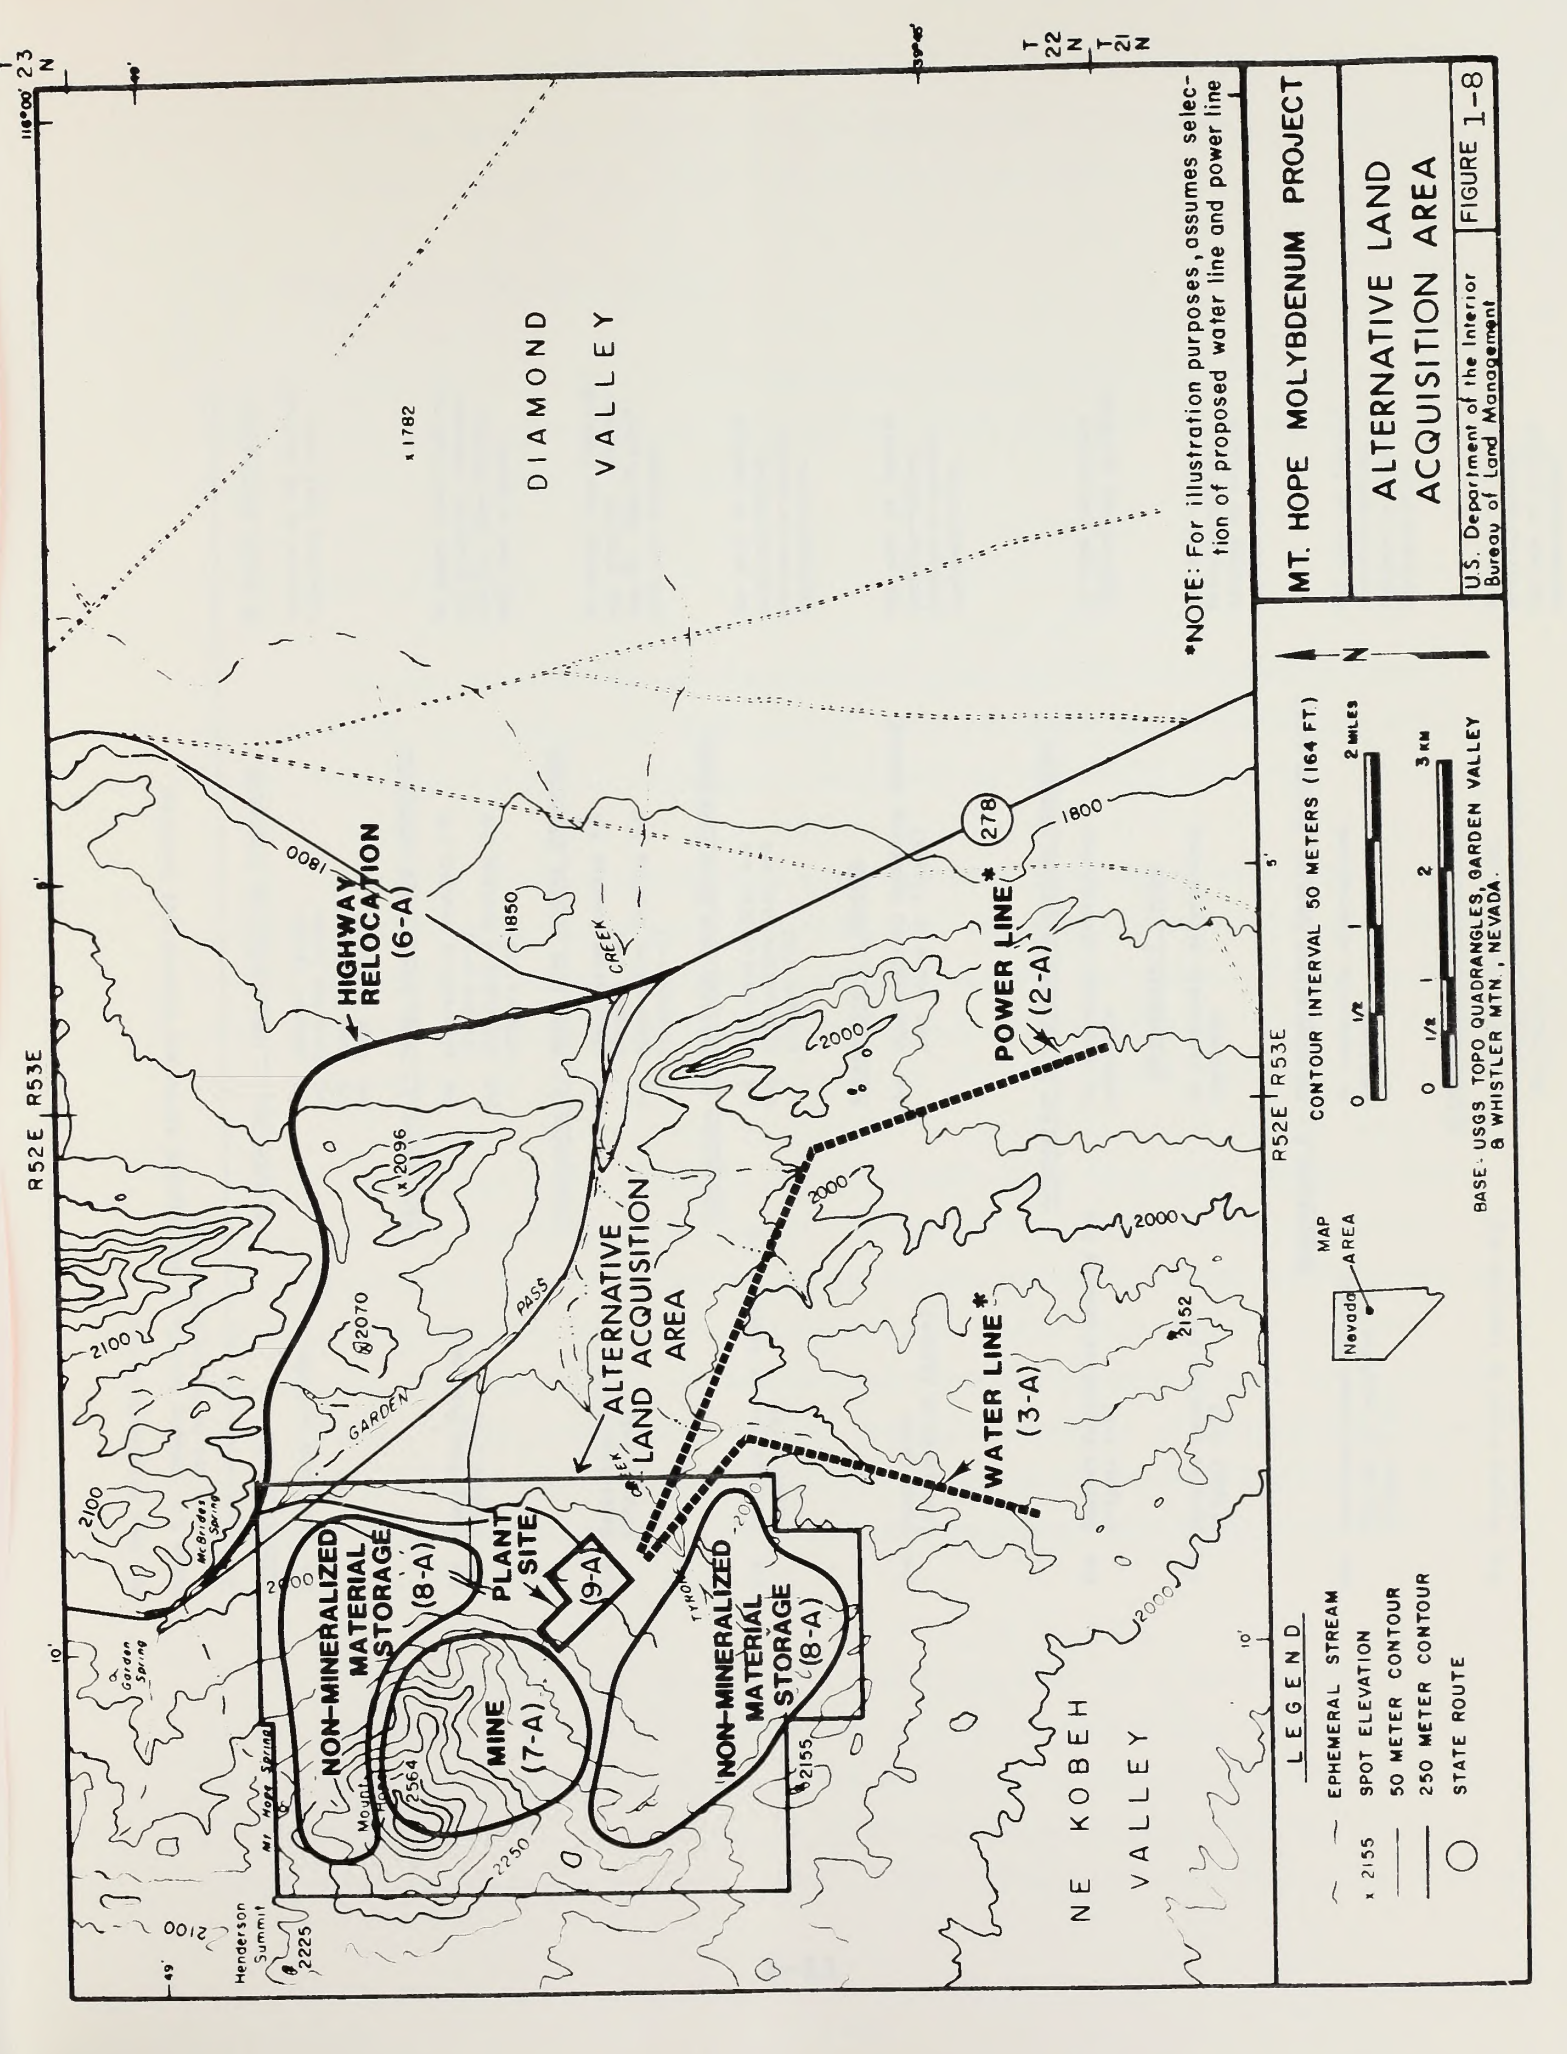 T
23
N
116°00'
49'
39°45'
T
22
N
T
21
N
R52E R53E
5'
10'
49'
2100
2100
2100
Henderson
Summit
2225
Garden
Spring
McBrides
Spring
Mt Hope Spring
2000
NON-MINERALIZED
MATERIAL
STORAGE
(8-A)
Mount
Hope
2564
MINE
(7-A)
2250
PLANT
SITE
(9-A)
NON-MINERALIZED
MATERIAL
STORAGE
(8-A)
TYRONE
CREEK
2000
2155
GARDEN
PASS
CREEK
2070
x 2096
HIGHWAY
RELOCATION
(6-A)
1800
1850
ALTERNATIVE
LAND ACQUISITION
AREA
2000
2000
2000
2000
2152
POWER LINE*
(2-A)
WATER LINE*
(3-A)
278
1800
x 1782
DIAMOND
VALLEY
NE KOBEH
VALLEY
*NOTE: For illustration purposes, assumes selec-
tion of proposed water line and power line
10'
R52E R53E
5'
LEGEND
EPHEMERAL STREAM
x 2155 SPOT ELEVATION
50 METER CONTOUR
250 METER CONTOUR
STATE ROUTE
MAP
AREA
Nevada
CONTOUR INTERVAL 50 METERS (164 FT.)
0 1/2 1 2 MILES
0 1/2 1 2 3 KM
N
BASE- USGS TOPO QUADRANGLES, GARDEN VALLEY
& WHISTLER MTN., NEVADA.
MT. HOPE MOLYBDENUM PROJECT
ALTERNATIVE LAND
ACQUISITION AREA
U.S. Department of the Interior
Bureau of Land Management
FIGURE 1-8